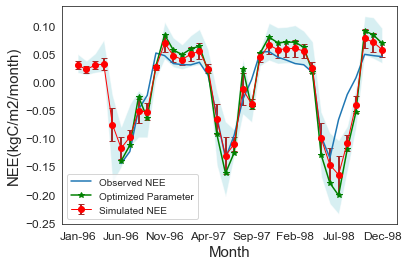 NEE(kgC/m2/month)
0.10
0.05
0.00
−0.05
−0.10
−0.15
−0.20
−0.25
Observed NEE
Optimized Parameter
Simulated NEE
Jan-96 Jun-96 Nov-96 Apr-97 Sep-97 Feb-98 Jul-98 Dec-98
Month